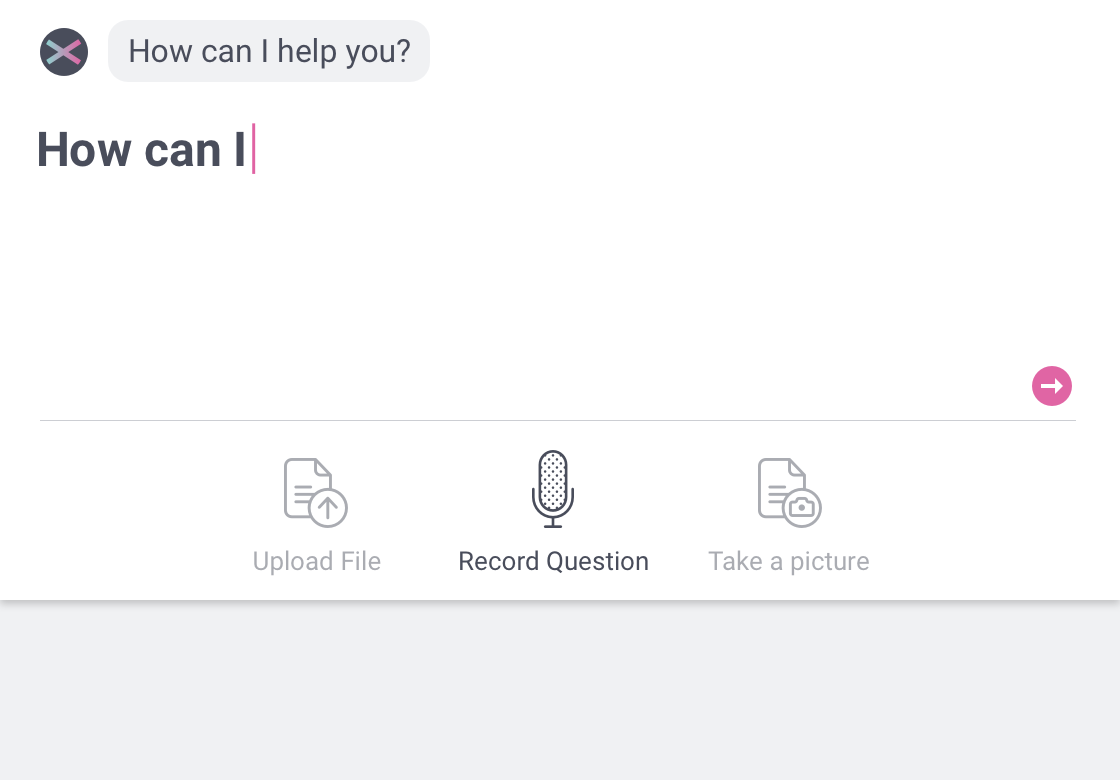 How can I help you?
How can I
Upload File
Record Question
Take a picture